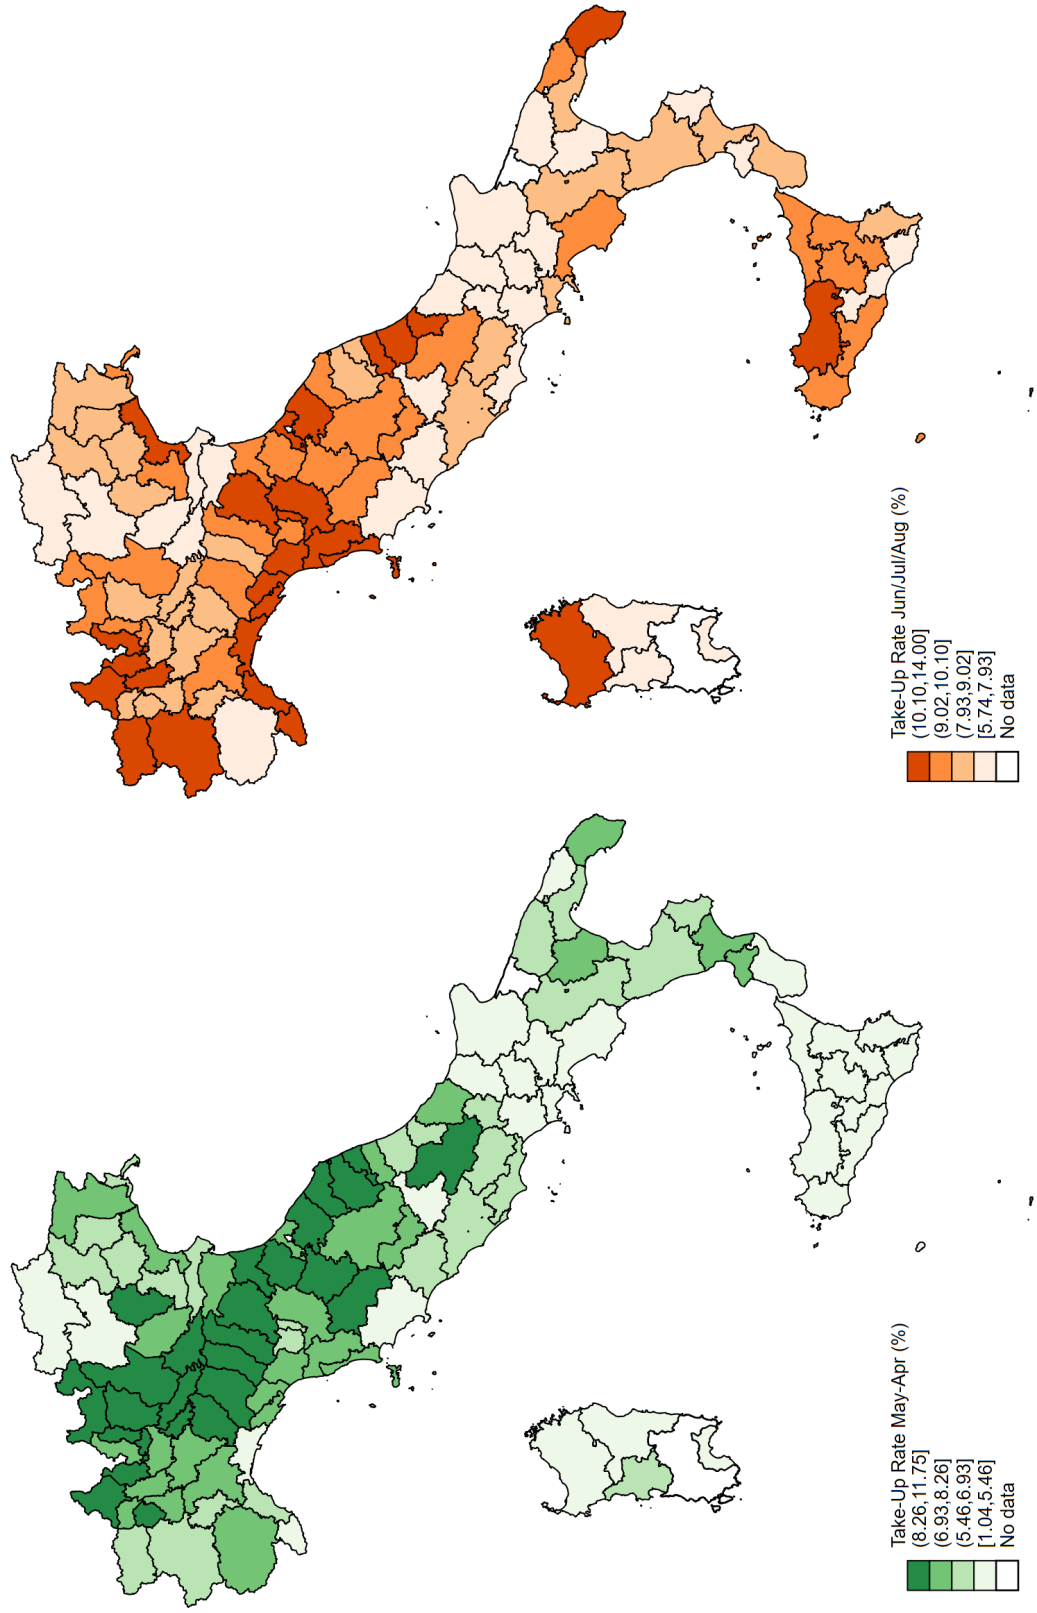 Take-Up Rate May-Apr (%)
(8.26,11.75]
(6.93,8.26]
(5.46,6.93]
[1.04,5.46]
No data
Take-Up Rate Jun/Jul/Aug (%)
(10.10,14.00]
(9.02,10.10]
(7.93,9.02]
[5.74,7.93]
No data